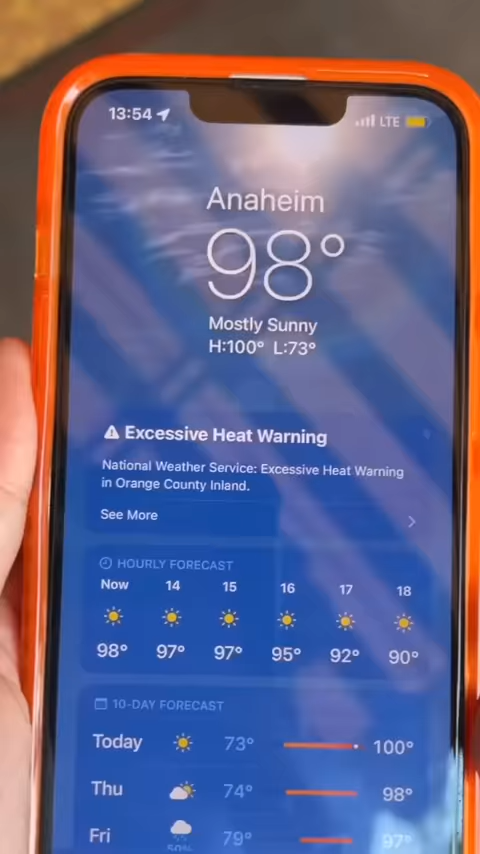 13:54 LTE
Anaheim
98°
Mostly Sunny
H:100° L:73°
Excessive Heat Warning
National Weather Service: Excessive Heat Warning
in Orange County Inland.
See More
HOURLY FORECAST
Now 14 15 16 17 18
98° 97° 97° 95° 92° 90°
10-DAY FORECAST
Today 73° 100°
Thu 74° 98°
Fri 79° 97°
50%